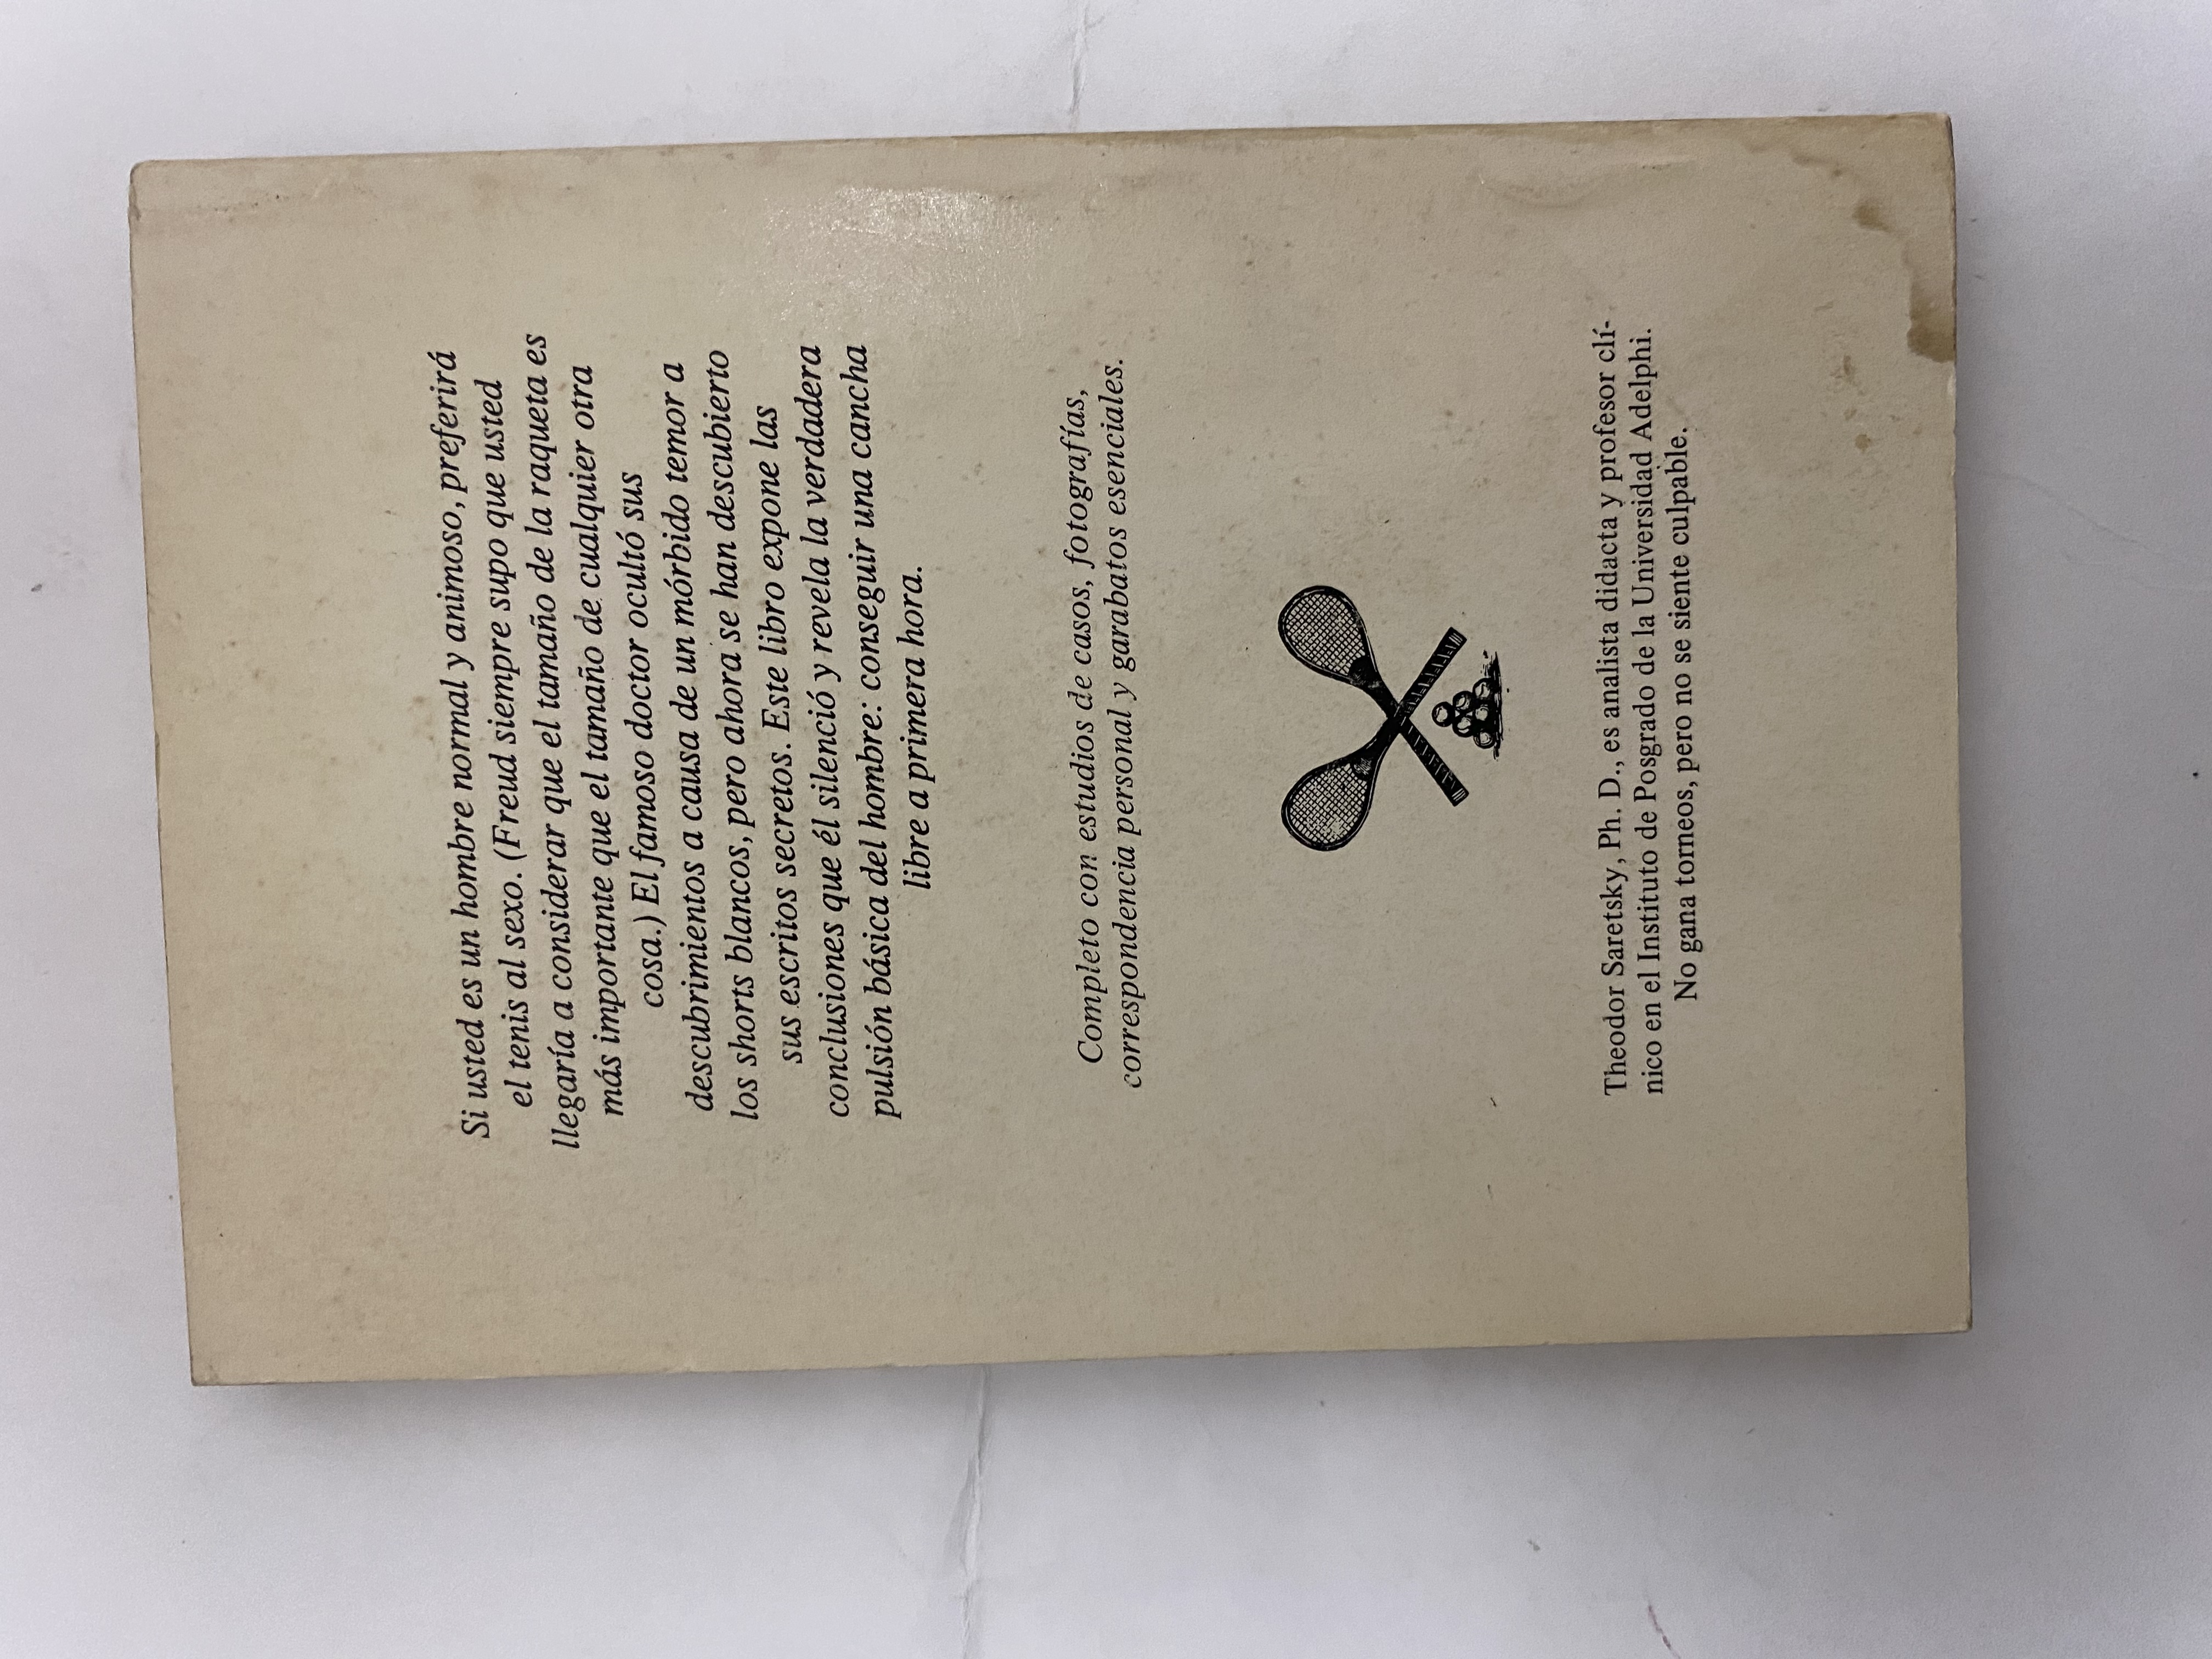 Si usted es un hombre normal y animoso, preferirá
el tenis al sexo. (Freud siempre supo que usted
llegaría a considerar que el tamaño de la raqueta es
más importante que el tamaño de cualquier otra
cosa.) El famoso doctor ocultó sus
descubrimientos a causa de un mórbido temor a
los shorts blancos, pero ahora se han descubierto
sus escritos secretos. Este libro expone las
conclusiones que él silenció y revela la verdadera
pulsión básica del hombre: conseguir una cancha
libre a primera hora.
Completo con estudios de casos, fotografías,
correspondencia personal y garabatos esenciales.
Theodor Saretsky, Ph. D., es analista didacta y profesor clí-
nico en el Instituto de Posgrado de la Universidad Adelphi.
No gana torneos, pero no se siente culpable.